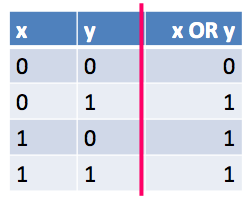 x y x OR y
0 0 0
0 1 1
1 0 1
1 1 1